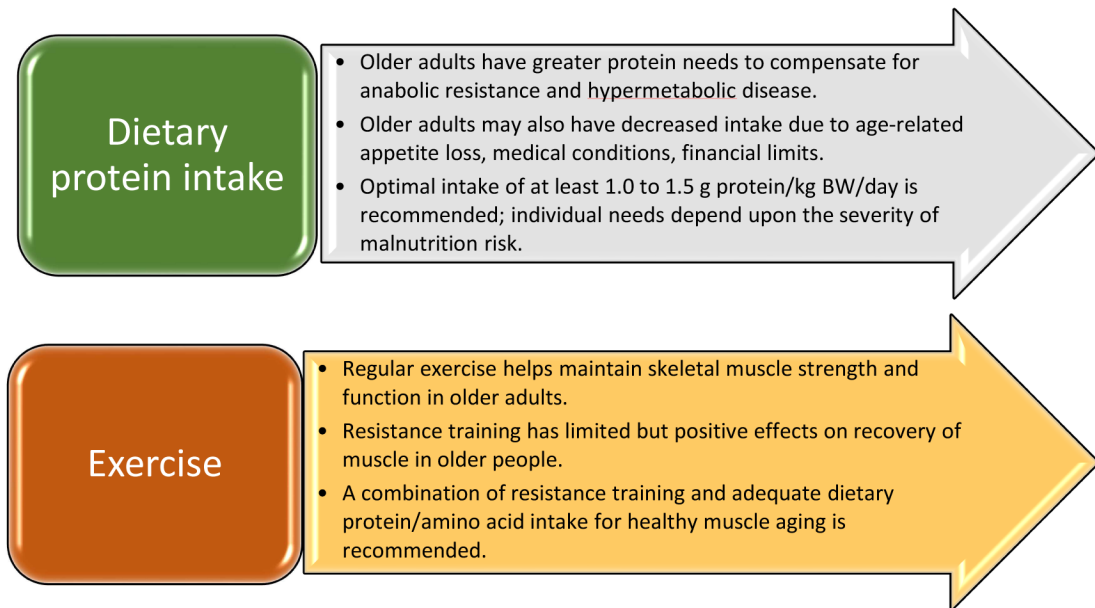 Dietary
protein intake
• Older adults have greater protein needs to compensate for
anabolic resistance and hypermetabolic disease.
• Older adults may also have decreased intake due to age-related
appetite loss, medical conditions, financial limits.
• Optimal intake of at least 1.0 to 1.5 g protein/kg BW/day is
recommended; individual needs depend upon the severity of
malnutrition risk.
Exercise
• Regular exercise helps maintain skeletal muscle strength and
function in older adults.
• Resistance training has limited but positive effects on recovery of
muscle in older people.
• A combination of resistance training and adequate dietary
protein/amino acid intake for healthy muscle aging is
recommended.